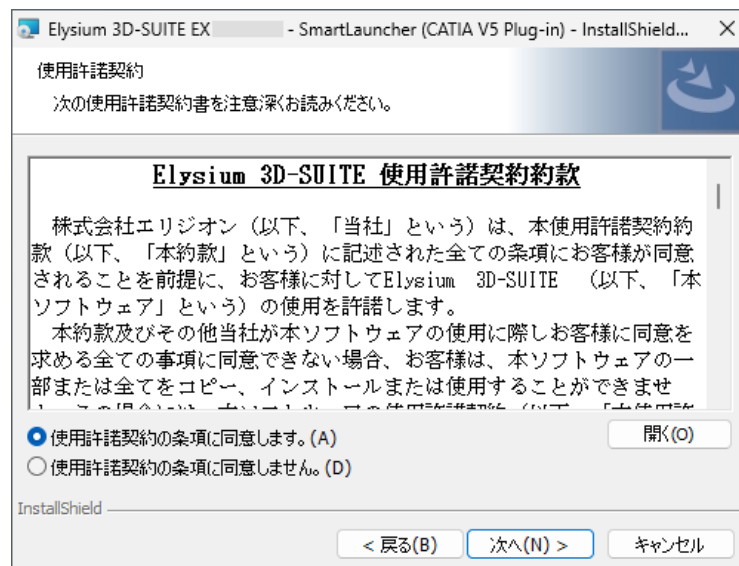 Elysium 3D-SUITE EX - SmartLauncher (CATIA V5 Plug-in) - InstallShield...
使用許諾契約
次の使用許諾契約書を注意深くお読みください。
Elysium 3D-SUITE 使用許諾契約約款
株式会社エリジオン（以下、「当社」という）は、本使用許諾契約約
款（以下、「本約款」という）に記述された全ての条項にお客様が同意
されることを前提に、お客様に対してElysium 3D-SUITE （以下、「本
ソフトウェア」という）の使用を許諾します。
本約款及びその他当社が本ソフトウェアの使用に際しお客様に同意を
求める全ての事項に同意できない場合、お客様は、本ソフトウェアの一
部または全てをコピー、インストールまたは使用することができませ
使用許諾契約の条項に同意します。(A)
開く(O)
使用許諾契約の条項に同意しません。(D)
InstallShield
< 戻る(B)
次へ(N) >
キャンセル